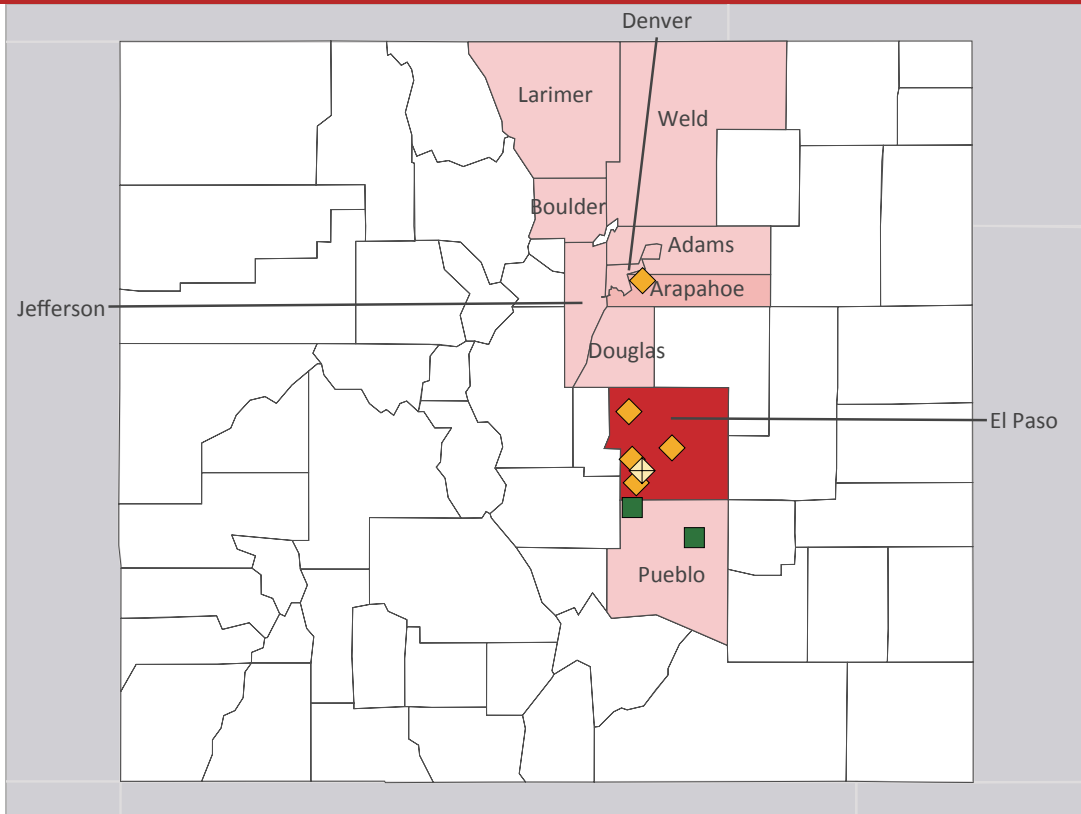 Denver
Larimer
Weld
Boulder
Adams
Arapahoe
Jefferson
Douglas
El Paso
Pueblo